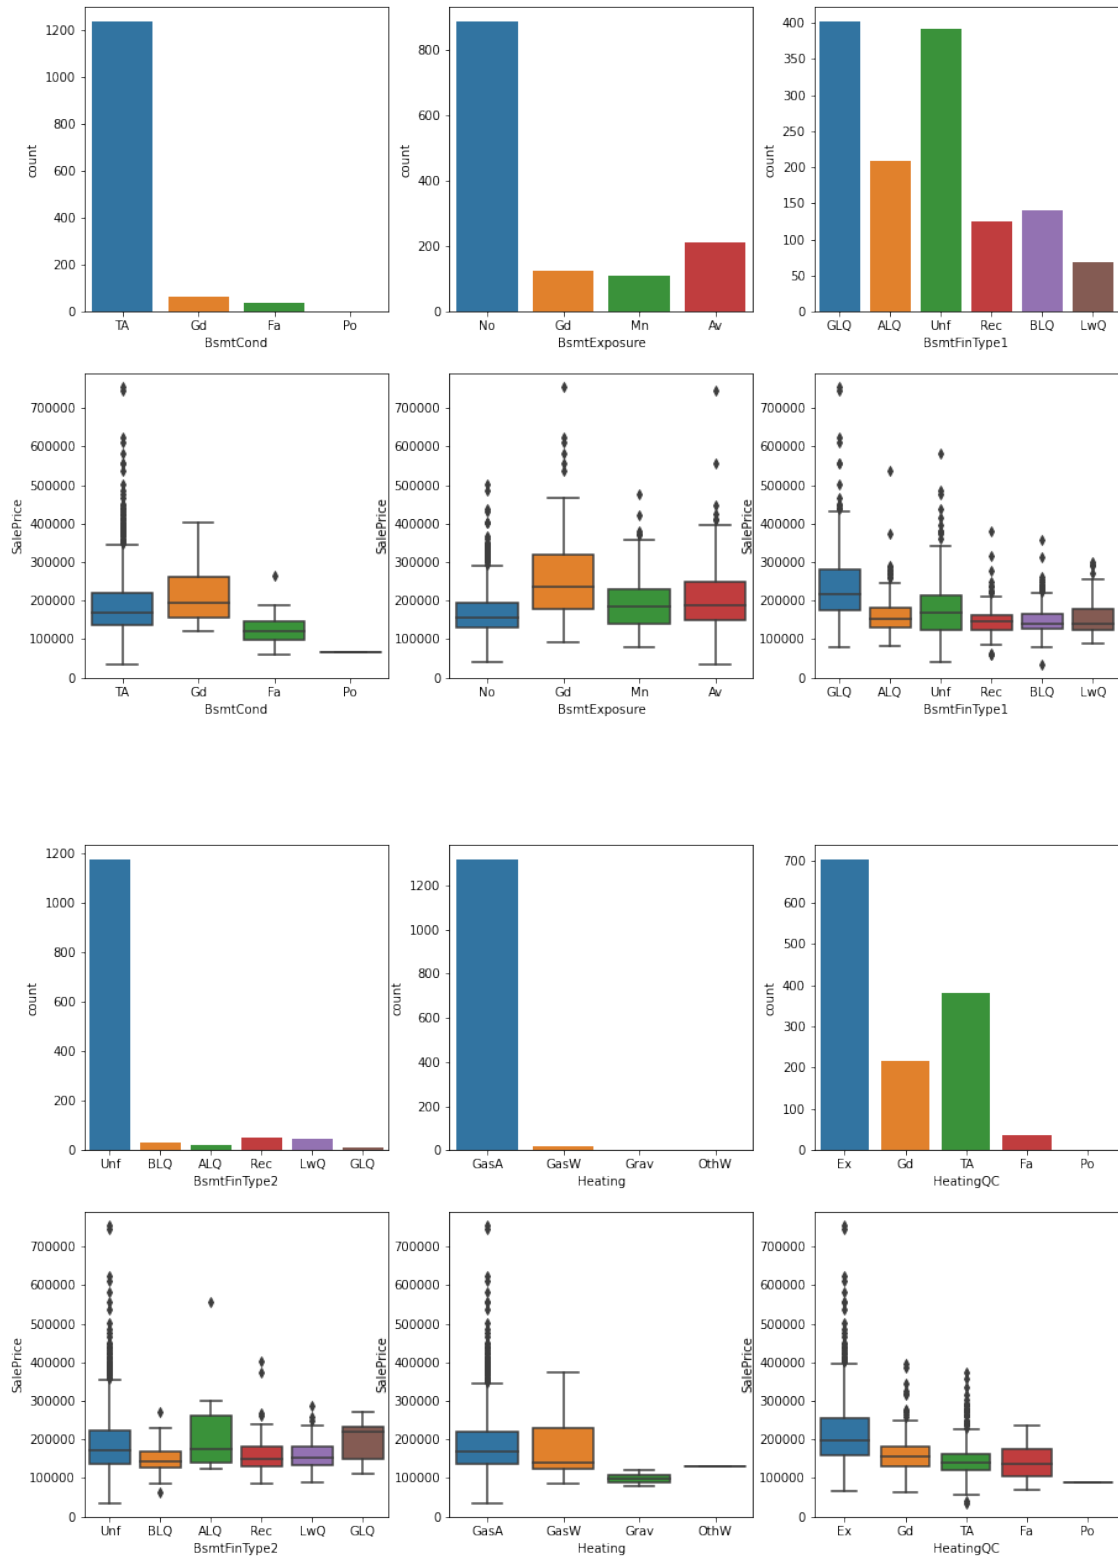 1200
1000
800
600
400
200
0
count
TA Gd Fa Po
BsmtCond
800
600
400
200
0
count
No Gd Mn Av
BsmtExposure
400
350
300
250
200
150
100
50
0
count
GLQ ALQ Unf Rec BLQ LwQ
BsmtFinType1
700000
600000
500000
400000
300000
200000
100000
0
SalePrice
TA Gd Fa Po
BsmtCond
700000
600000
500000
400000
300000
200000
100000
0
SalePrice
No Gd Mn Av
BsmtExposure
700000
600000
500000
400000
300000
200000
100000
0
SalePrice
GLQ ALQ Unf Rec BLQ LwQ
BsmtFinType1
1200
1000
800
600
400
200
0
count
Unf BLQ ALQ Rec LwQ GLQ
BsmtFinType2
1200
1000
800
600
400
200
0
count
GasA GasW Grav OthW
Heating
700
600
500
400
300
200
100
0
count
Ex Gd TA Fa Po
HeatingQC
700000
600000
500000
400000
300000
200000
100000
0
SalePrice
Unf BLQ ALQ Rec LwQ GLQ
BsmtFinType2
700000
600000
500000
400000
300000
200000
100000
0
SalePrice
GasA GasW Grav OthW
Heating
700000
600000
500000
400000
300000
200000
100000
0
SalePrice
Ex Gd TA Fa Po
HeatingQC